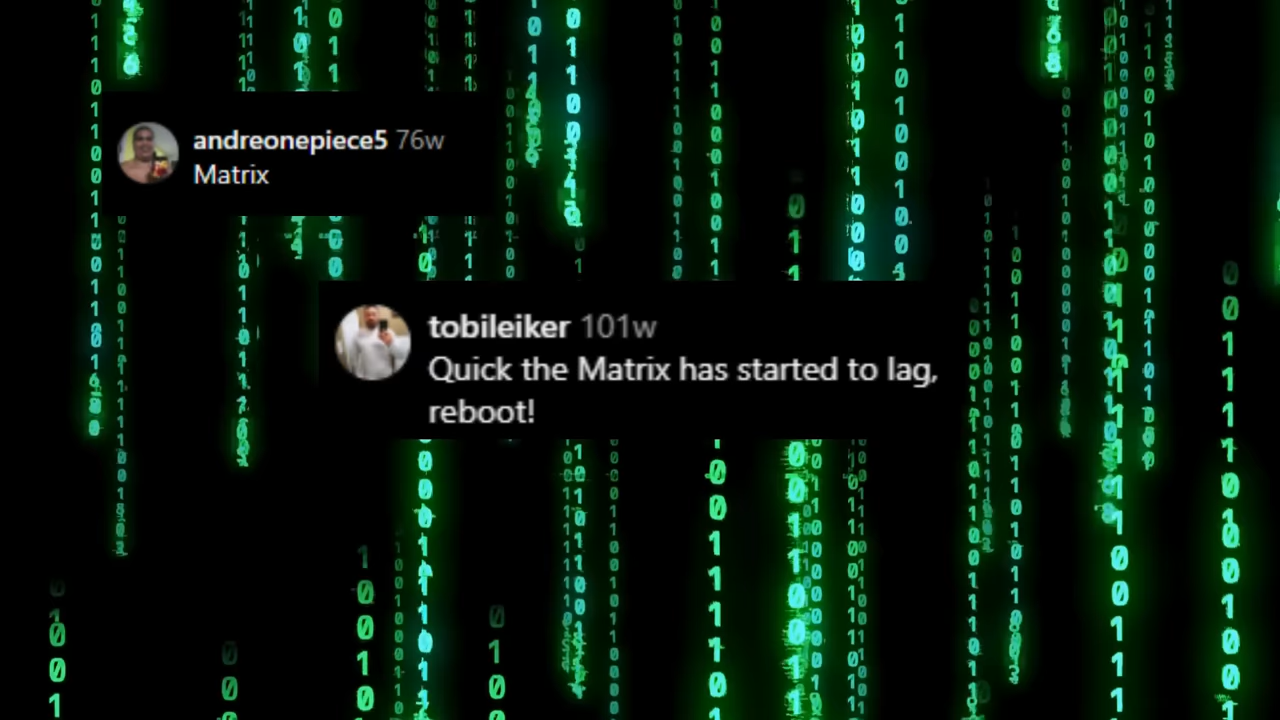 andreonepiece5 76w
Matrix
tobileiker 101w
Quick the Matrix has started to lag,
reboot!